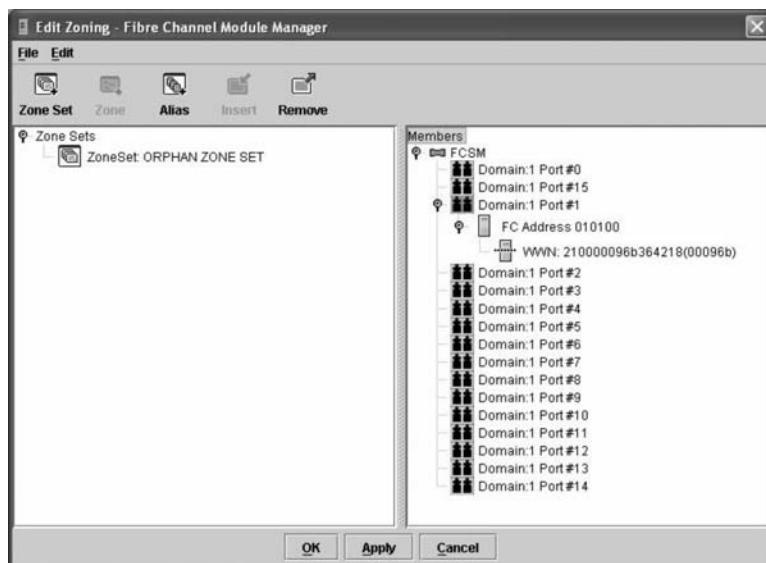 Edit Zoning - Fibre Channel Module Manager
File Edit
Zone Set Zone Alias Insert Remove
Zone Sets
ZoneSet: ORPHAN ZONE SET
Members
FCSM
Domain:1 Port #0
Domain:1 Port #15
Domain:1 Port #1
FC Address 010100
WWN: 210000096b364218(00096b)
Domain:1 Port #2
Domain:1 Port #3
Domain:1 Port #4
Domain:1 Port #5
Domain:1 Port #6
Domain:1 Port #7
Domain:1 Port #8
Domain:1 Port #9
Domain:1 Port #10
Domain:1 Port #11
Domain:1 Port #12
Domain:1 Port #13
Domain:1 Port #14
OK Apply Cancel